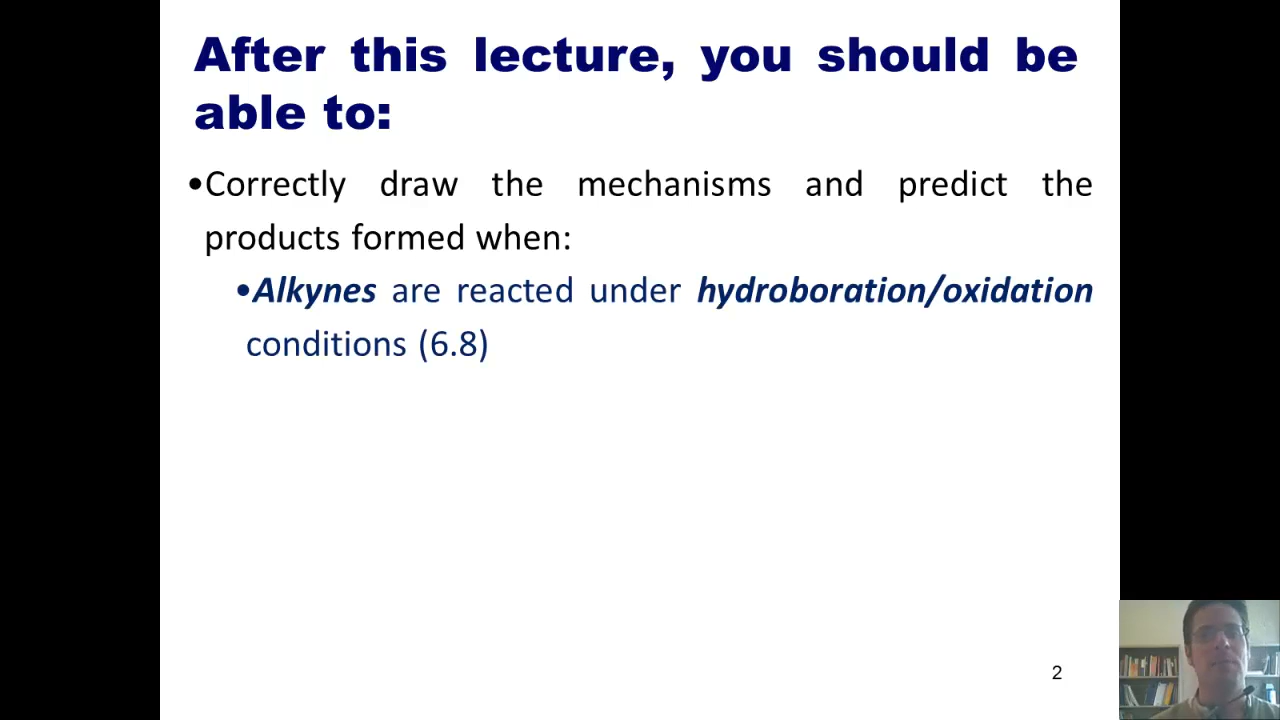 After this lecture, you should be
able to:
•Correctly draw the mechanisms and predict the
products formed when:
•Alkynes are reacted under hydroboration/oxidation
conditions (6.8)
2